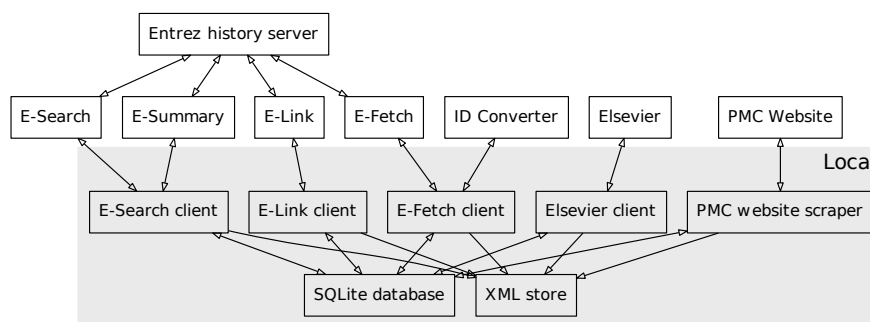 Entrez history server
E-Search
E-Summary
E-Link
E-Fetch
ID Converter
Elsevier
PMC Website
Loca
E-Search client
E-Link client
E-Fetch client
Elsevier client
PMC website scraper
SQLite database
XML store